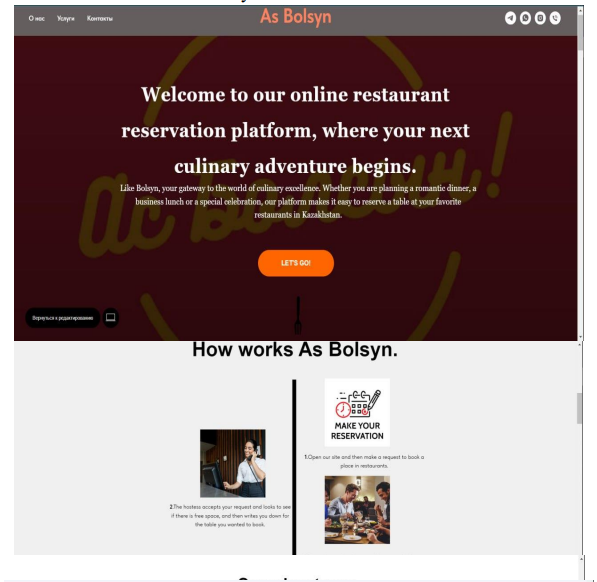 О нас Услуги Контакты
As Bolsyn
Welcome to our online restaurant
reservation platform, where your next
culinary adventure begins.
Like Bolsyn, your gateway to the world of culinary excellence. Whether you are planning a romantic dinner, a
business lunch or a special celebration, our platform makes it easy to reserve a table at your favorite
restaurants in Kazakhstan.
LET'S GO!
Вернуться к редактированию
How works As Bolsyn.
MAKE YOUR
RESERVATION
1.Open our site and then make a request to book a
place in restaurants.
2.The hostess accepts your request and looks to see
if there is free space, and then writes you down for
the table you wanted to book.